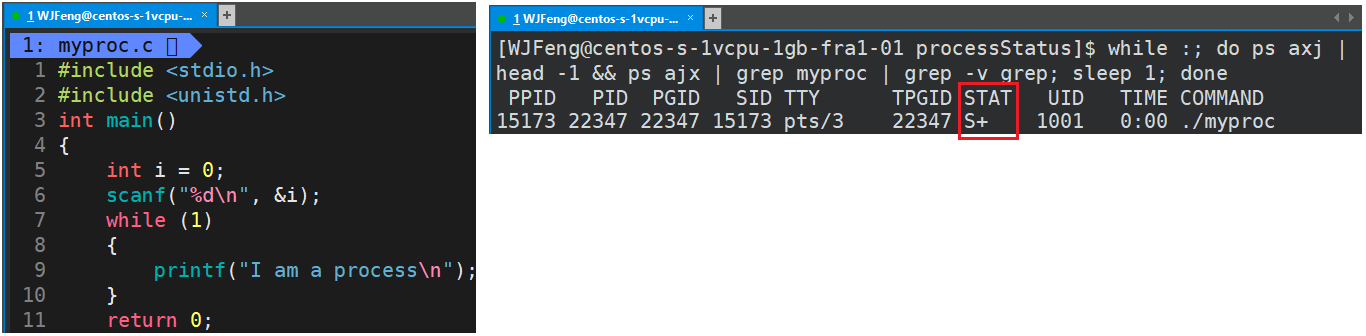 1 WJFeng@centos-s-1vcpu-... × +
1: myproc.c
1 #include <stdio.h>
2 #include <unistd.h>
3 int main()
4 {
5     int i = 0;
6     scanf("%d\n", &i);
7     while (1)
8     {
9         printf("I am a process\n");
10     }
11     return 0;
1 WJFeng@centos-s-1vcpu-... × +
[WJFeng@centos-s-1vcpu-1gb-fra1-01 processStatus]$ while :; do ps axj |
head -1 && ps ajx | grep myproc | grep -v grep; sleep 1; done
PPID PID PGID SID TTY TPGID STAT UID TIME COMMAND
15173 22347 22347 15173 pts/3 22347 S+ 1001 0:00 ./myproc